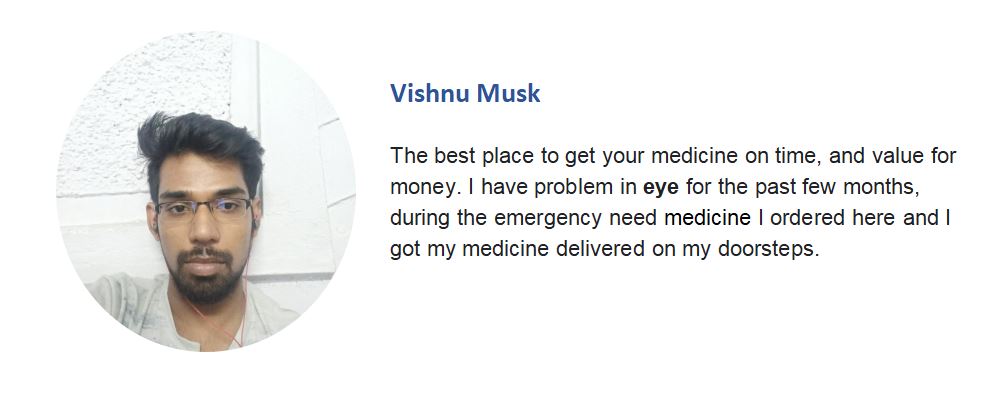 Vishnu Musk
The best place to get your medicine on time, and value for
money. I have problem in eye for the past few months,
during the emergency need medicine I ordered here and I
got my medicine delivered on my doorsteps.